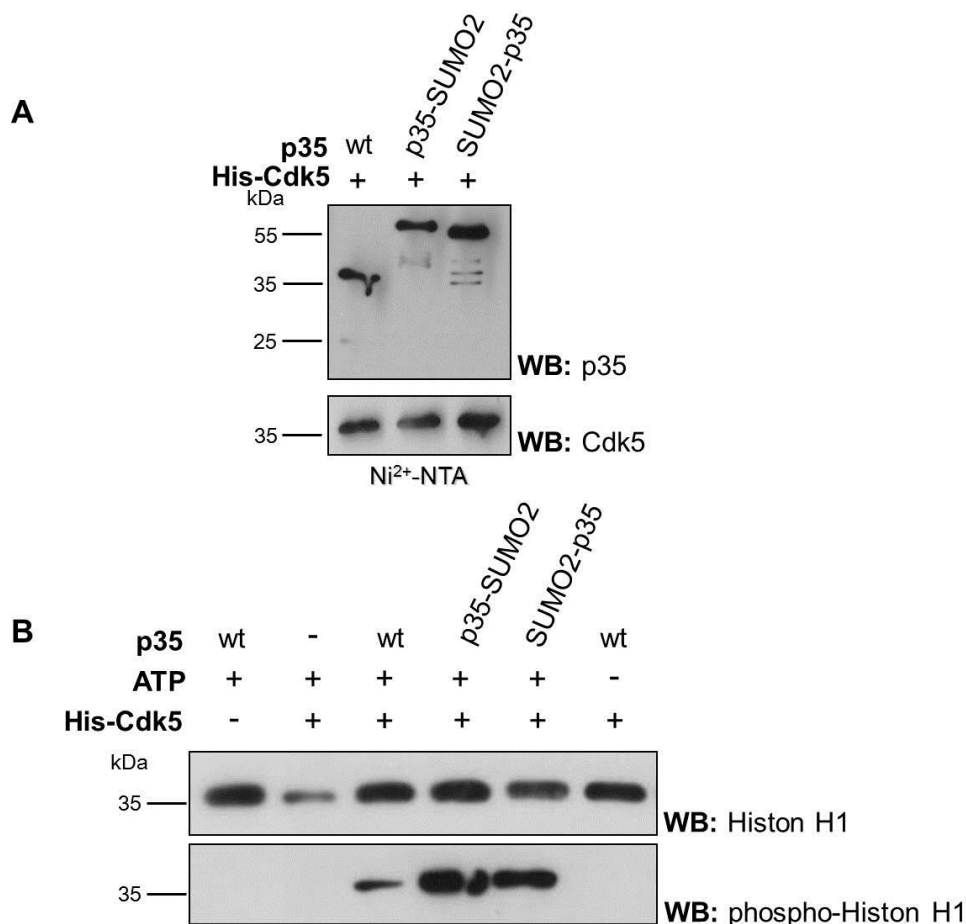 A
p35 wt p35-SUMO2 SUMO2-p35
His-Cdk5 + + +
kDa
55
35
25
WB: p35
35
WB: Cdk5
Ni²⁺-NTA
B
p35 wt - wt p35-SUMO2 SUMO2-p35 wt
ATP + + + + + -
His-Cdk5 - + + + + +
kDa
35
WB: Histon H1
35
WB: phospho-Histon H1